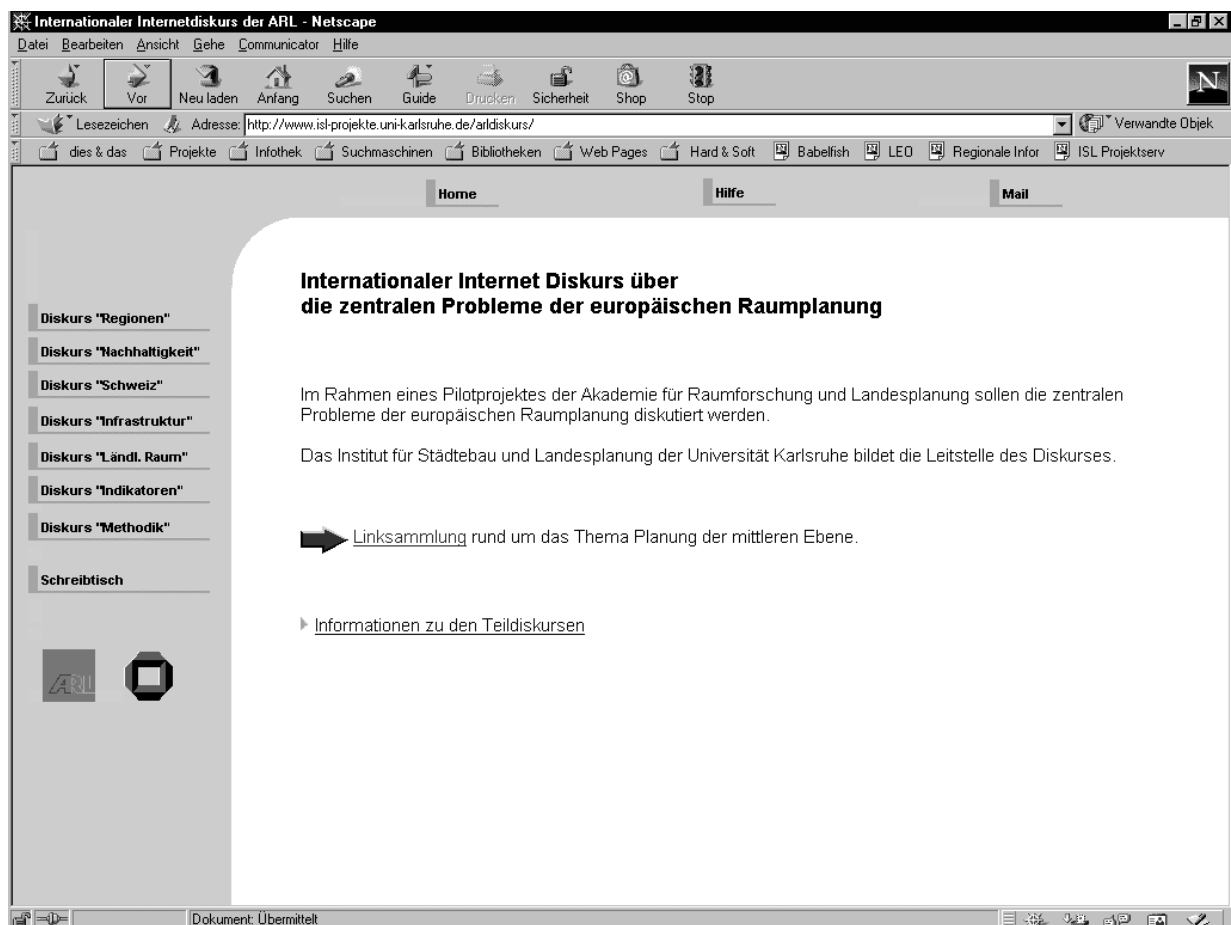 Internationaler Internetdiskurs der ARL - Netscape
Datei Bearbeiten Ansicht Gehe Communicator Hilfe
Zurück Vor Neu laden Anfang Suchen Guide Drucken Sicherheit Shop Stop
N
Lesezeichen Adresse: http://www.isl-projekte.uni-karlsruhe.de/arldiskurs/ Verwandte Objek
dies & das Projekte Infothek Suchmaschinen Bibliotheken Web Pages Hard & Soft Babelfish LEO Regionale Infor ISL Projektserv
Home Hilfe Mail
Internationaler Internet Diskurs über
die zentralen Probleme der europäischen Raumplanung
Diskurs "Regionen"
Diskurs "Nachhaltigkeit"
Diskurs "Schweiz"
Diskurs "Infrastruktur"
Diskurs "Ländl. Raum"
Diskurs "Indikatoren"
Diskurs "Methodik"
Schreibtisch
ARL
Im Rahmen eines Pilotprojektes der Akademie für Raumforschung und Landesplanung sollen die zentralen
Probleme der europäischen Raumplanung diskutiert werden.
Das Institut für Städtebau und Landesplanung der Universität Karlsruhe bildet die Leitstelle des Diskurses.
Linksammlung rund um das Thema Planung der mittleren Ebene.
Informationen zu den Teildiskursen
Dokument: Übermittelt